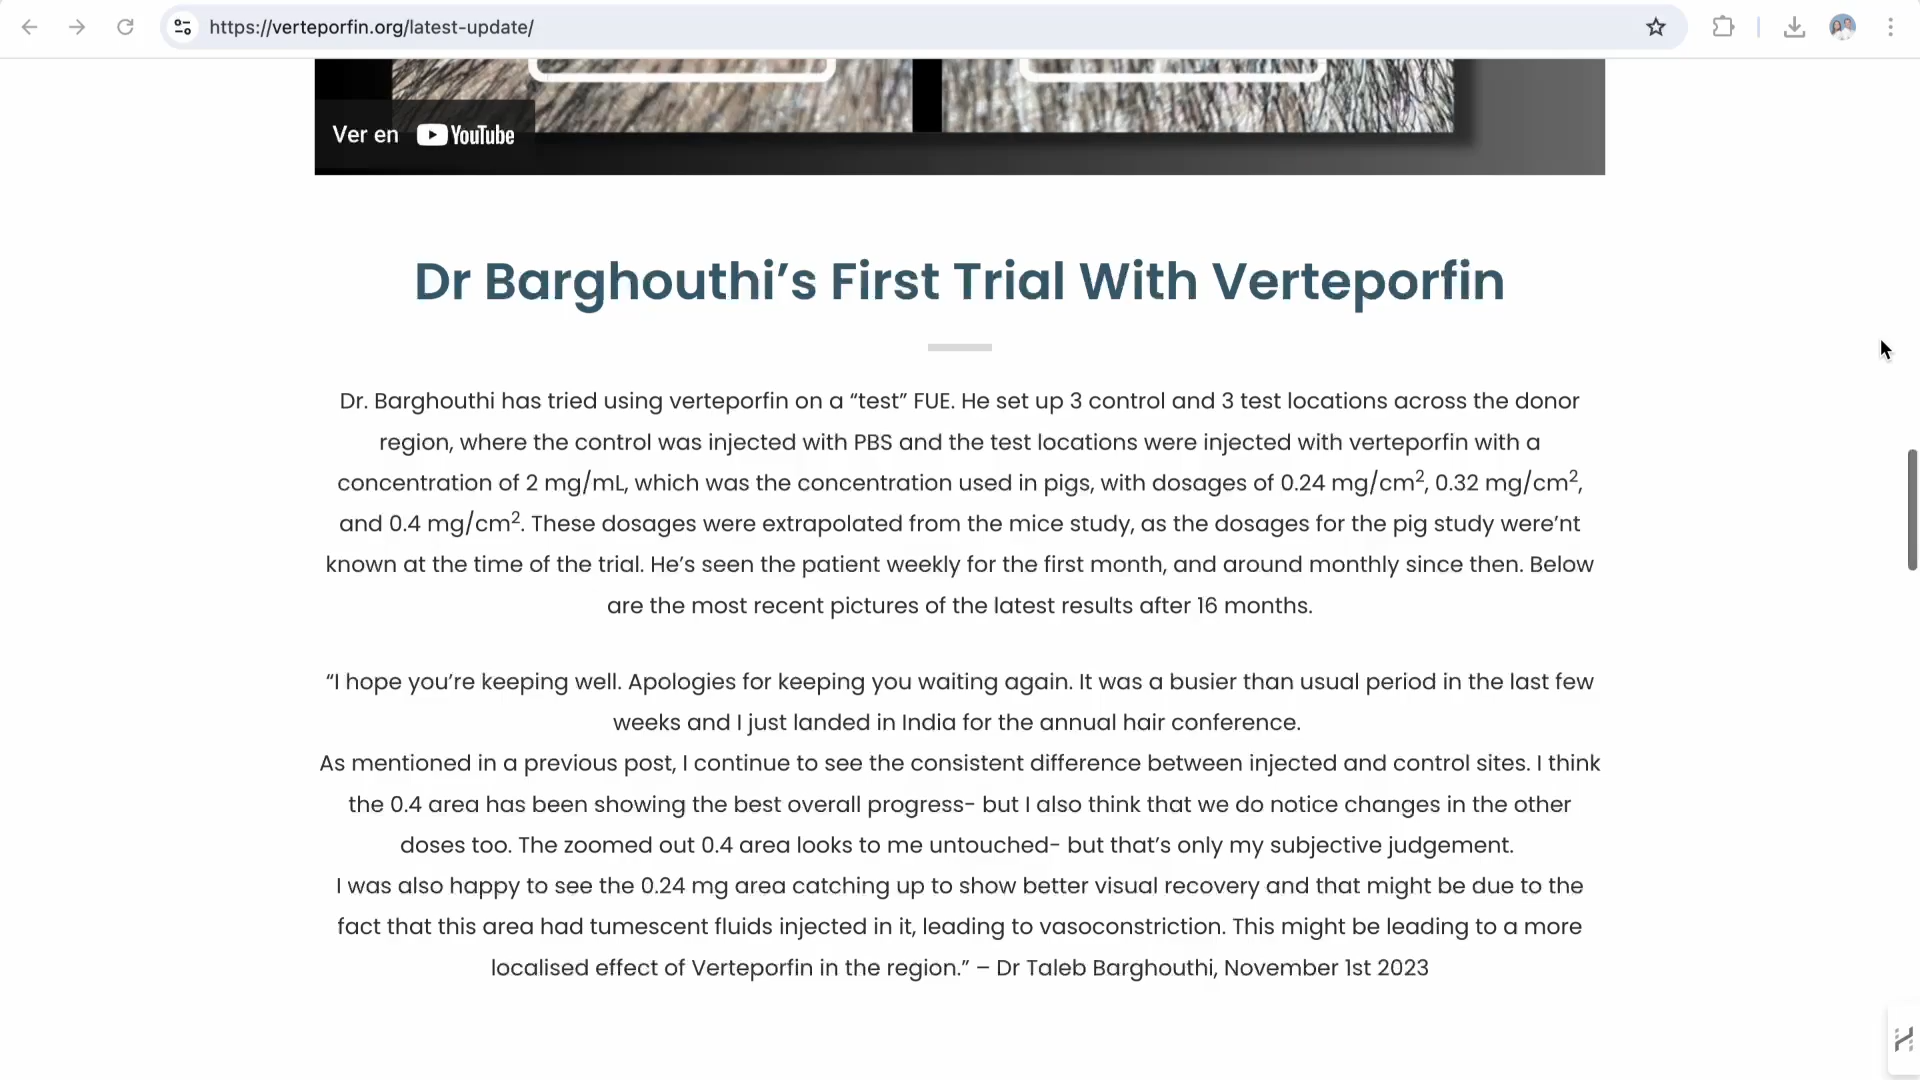 https://verteporfin.org/latest-update/
Ver en YouTube
Dr Barghouthi’s First Trial With Verteporfin
Dr. Barghouthi has tried using verteporfin on a “test” FUE. He set up 3 control and 3 test locations across the donor
region, where the control was injected with PBS and the test locations were injected with verteporfin with a
concentration of 2 mg/mL, which was the concentration used in pigs, with dosages of 0.24 mg/cm², 0.32 mg/cm²,
and 0.4 mg/cm². These dosages were extrapolated from the mice study, as the dosages for the pig study were’nt
known at the time of the trial. He’s seen the patient weekly for the first month, and around monthly since then. Below
are the most recent pictures of the latest results after 16 months.
“I hope you’re keeping well. Apologies for keeping you waiting again. It was a busier than usual period in the last few
weeks and I just landed in India for the annual hair conference.
As mentioned in a previous post, I continue to see the consistent difference between injected and control sites. I think
the 0.4 area has been showing the best overall progress- but I also think that we do notice changes in the other
doses too. The zoomed out 0.4 area looks to me untouched- but that’s only my subjective judgement.
I was also happy to see the 0.24 mg area catching up to show better visual recovery and that might be due to the
fact that this area had tumescent fluids injected in it, leading to vasoconstriction. This might be leading to a more
localised effect of Verteporfin in the region.” – Dr Taleb Barghouthi, November 1st 2023